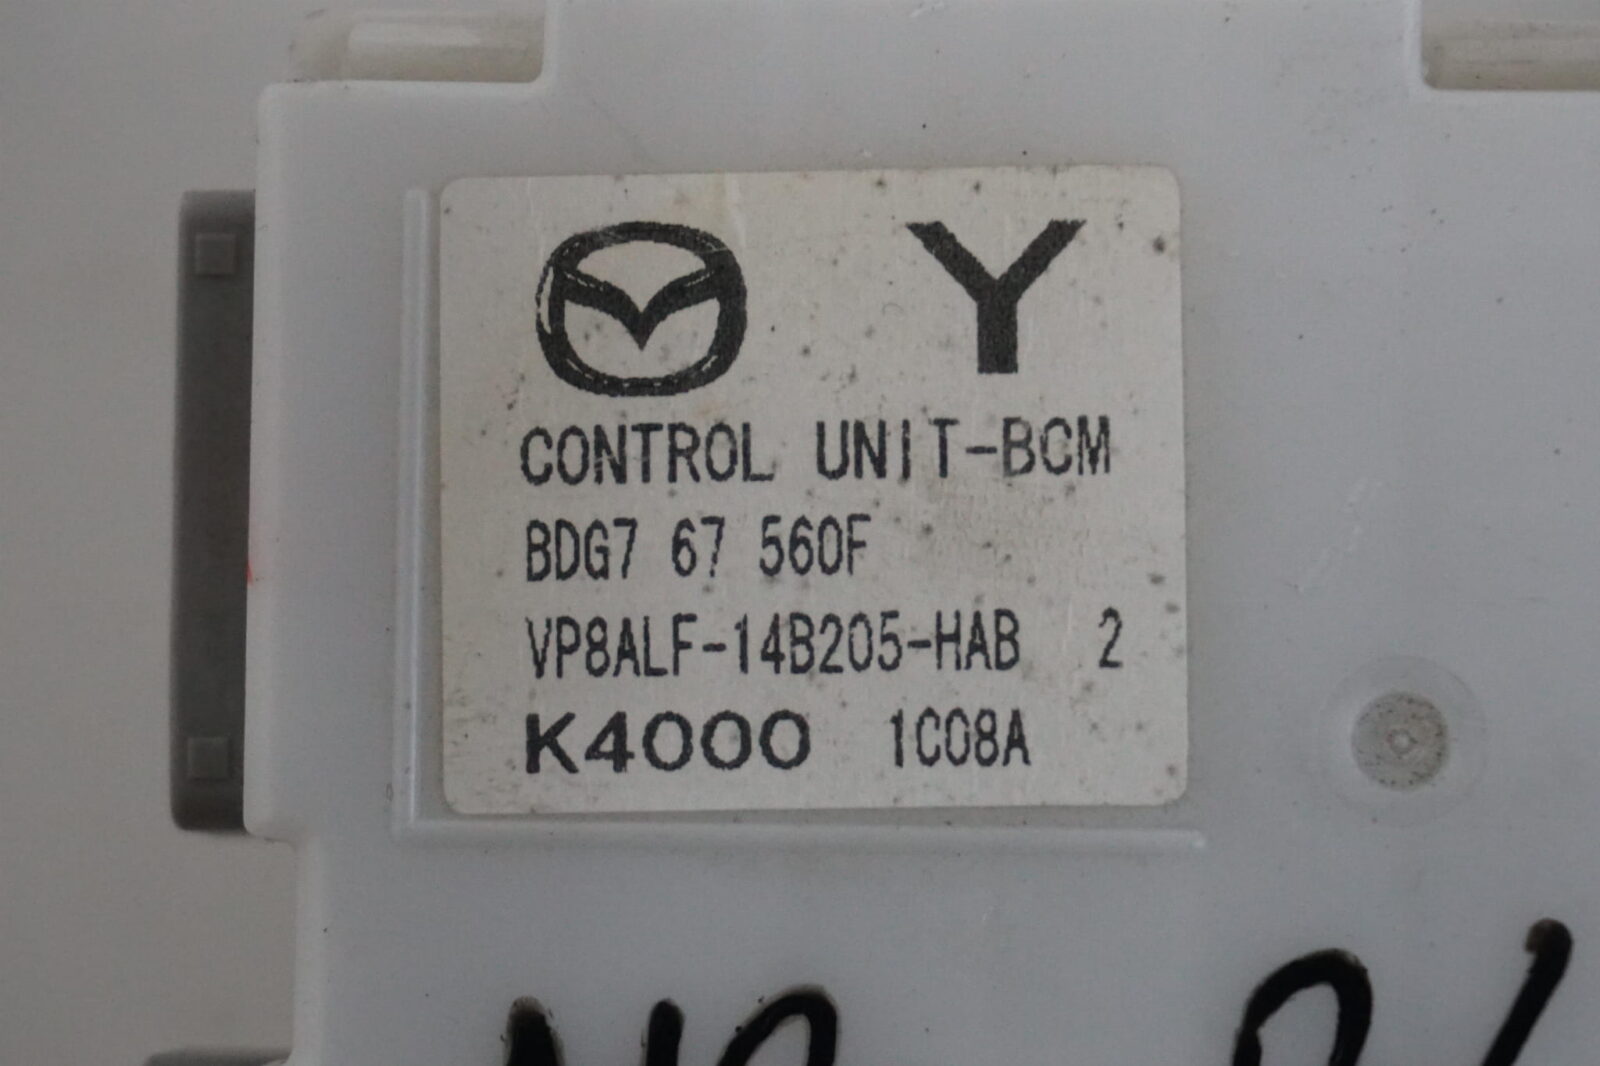 Y
CONTROL UNIT-BCM
BDG7 67 560F
VP8ALF-14B205-HAB 2
K4000 1C08A